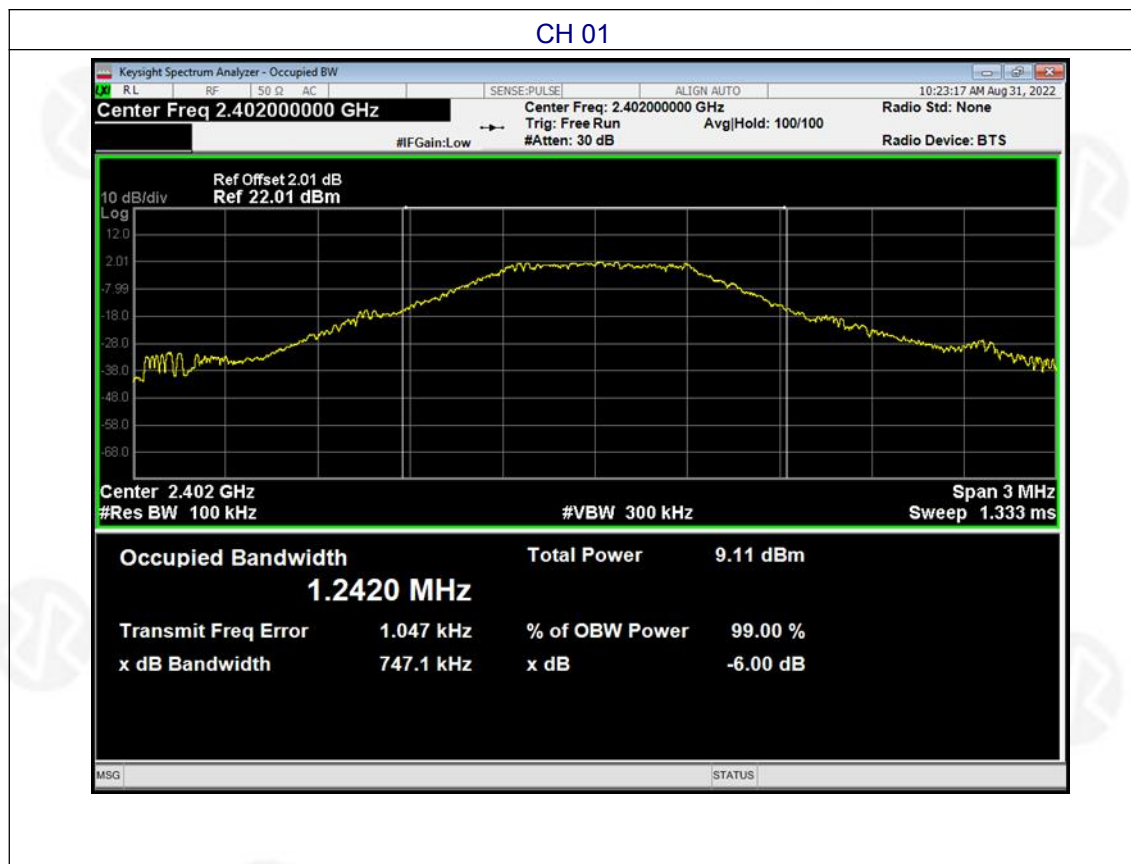 CH 01
Keysight Spectrum Analyzer - Occupied BW
LXI RL RF 50 Ω AC SENSE:PULSE ALIGN AUTO 10:23:17 AM Aug 31, 2022
Center Freq 2.402000000 GHz Center Freq: 2.402000000 GHz Radio Std: None
Trig: Free Run Avg|Hold: 100/100
#IFGain:Low #Atten: 30 dB Radio Device: BTS
Ref Offset 2.01 dB
10 dB/div Ref 22.01 dBm
Log
12.0
2.01
-7.99
-18.0
-28.0
-38.0
-48.0
-58.0
-68.0
Center 2.402 GHz Span 3 MHz
#Res BW 100 kHz #VBW 300 kHz Sweep 1.333 ms
Occupied Bandwidth Total Power 9.11 dBm
1.2420 MHz
Transmit Freq Error 1.047 kHz % of OBW Power 99.00 %
x dB Bandwidth 747.1 kHz x dB -6.00 dB
MSG STATUS